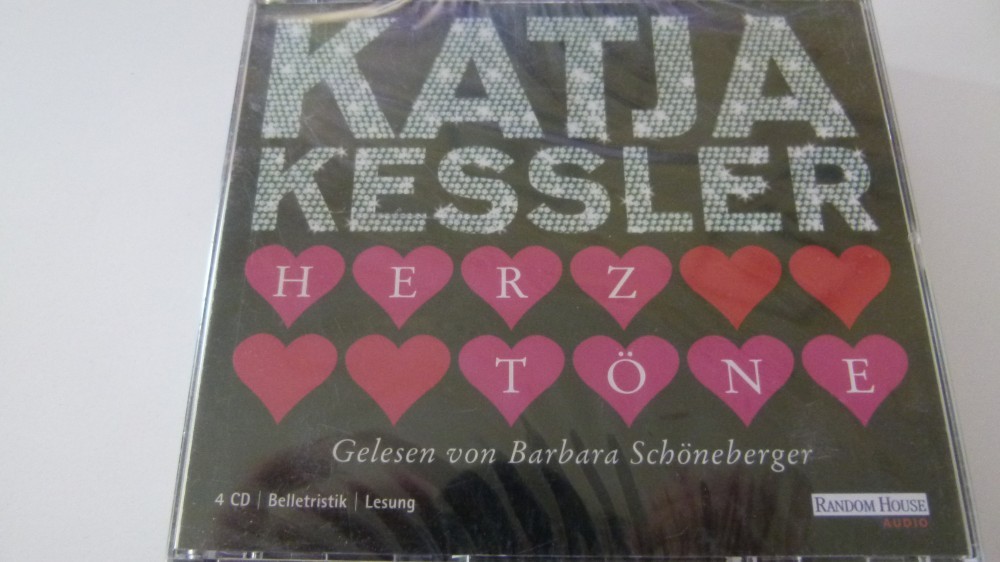 KATJA
KESSLER
HERZ
TÖNE
Gelesen von Barbara Schöneberger
4 CD | Belletristik | Lesung
RANDOM HOUSE
AUDIO